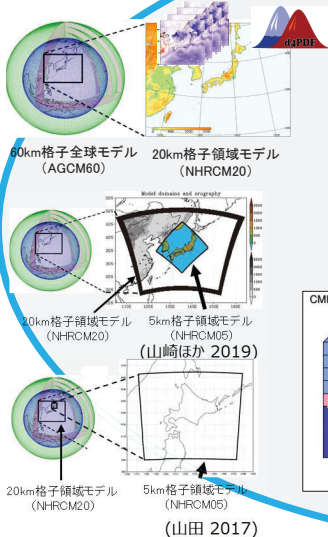 d4PDF
60km格子全球モデル
(AGCM60)
20km格子領域モデル
(NHRCM20)
Model domains and orography
20km格子領域モデル
(NHRCM20)
5km格子領域モデル
(NHRCM05)
(山崎ほか 2019)
20km格子領域モデル
(NHRCM20)
5km格子領域モデル
(NHRCM05)
(山田 2017)